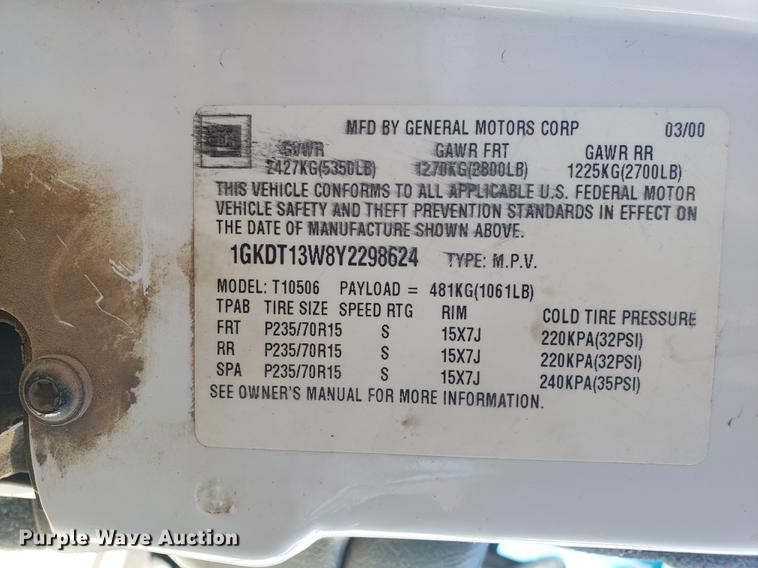 MFD BY GENERAL MOTORS CORP 03/00
GVWR GAWR FRT GAWR RR
2427KG(5350LB) 1270KG(2800LB) 1225KG(2700LB)
THIS VEHICLE CONFORMS TO ALL APPLICABLE U.S. FEDERAL MOTOR
VEHICLE SAFETY AND THEFT PREVENTION STANDARDS IN EFFECT ON
THE DATE OF MANUFACTURE SHOWN ABOVE.
1GKDT13W8Y2298624 TYPE: M.P.V.
MODEL: T10506 PAYLOAD = 481KG(1061LB)
TPAB TIRE SIZE SPEED RTG RIM COLD TIRE PRESSURE
FRT P235/70R15 S 15X7J 220KPA(32PSI)
RR P235/70R15 S 15X7J 220KPA(32PSI)
SPA P235/70R15 S 15X7J 240KPA(35PSI)
SEE OWNER'S MANUAL FOR MORE INFORMATION.
Purple Wave Auction